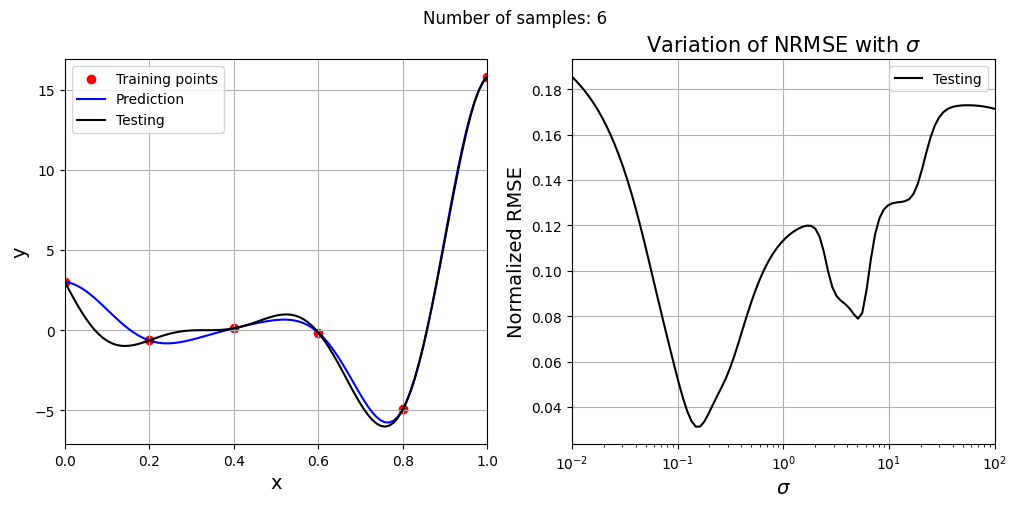 Number of samples: 6
Training points
Prediction
Testing
15
10
5
0
−5
y
0.0 0.2 0.4 0.6 0.8 1.0
x
Variation of NRMSE with σ
Testing
0.18
0.16
0.14
0.12
0.10
0.08
0.06
0.04
Normalized RMSE
10⁻² 10⁻¹ 10⁰ 10¹ 10²
σ